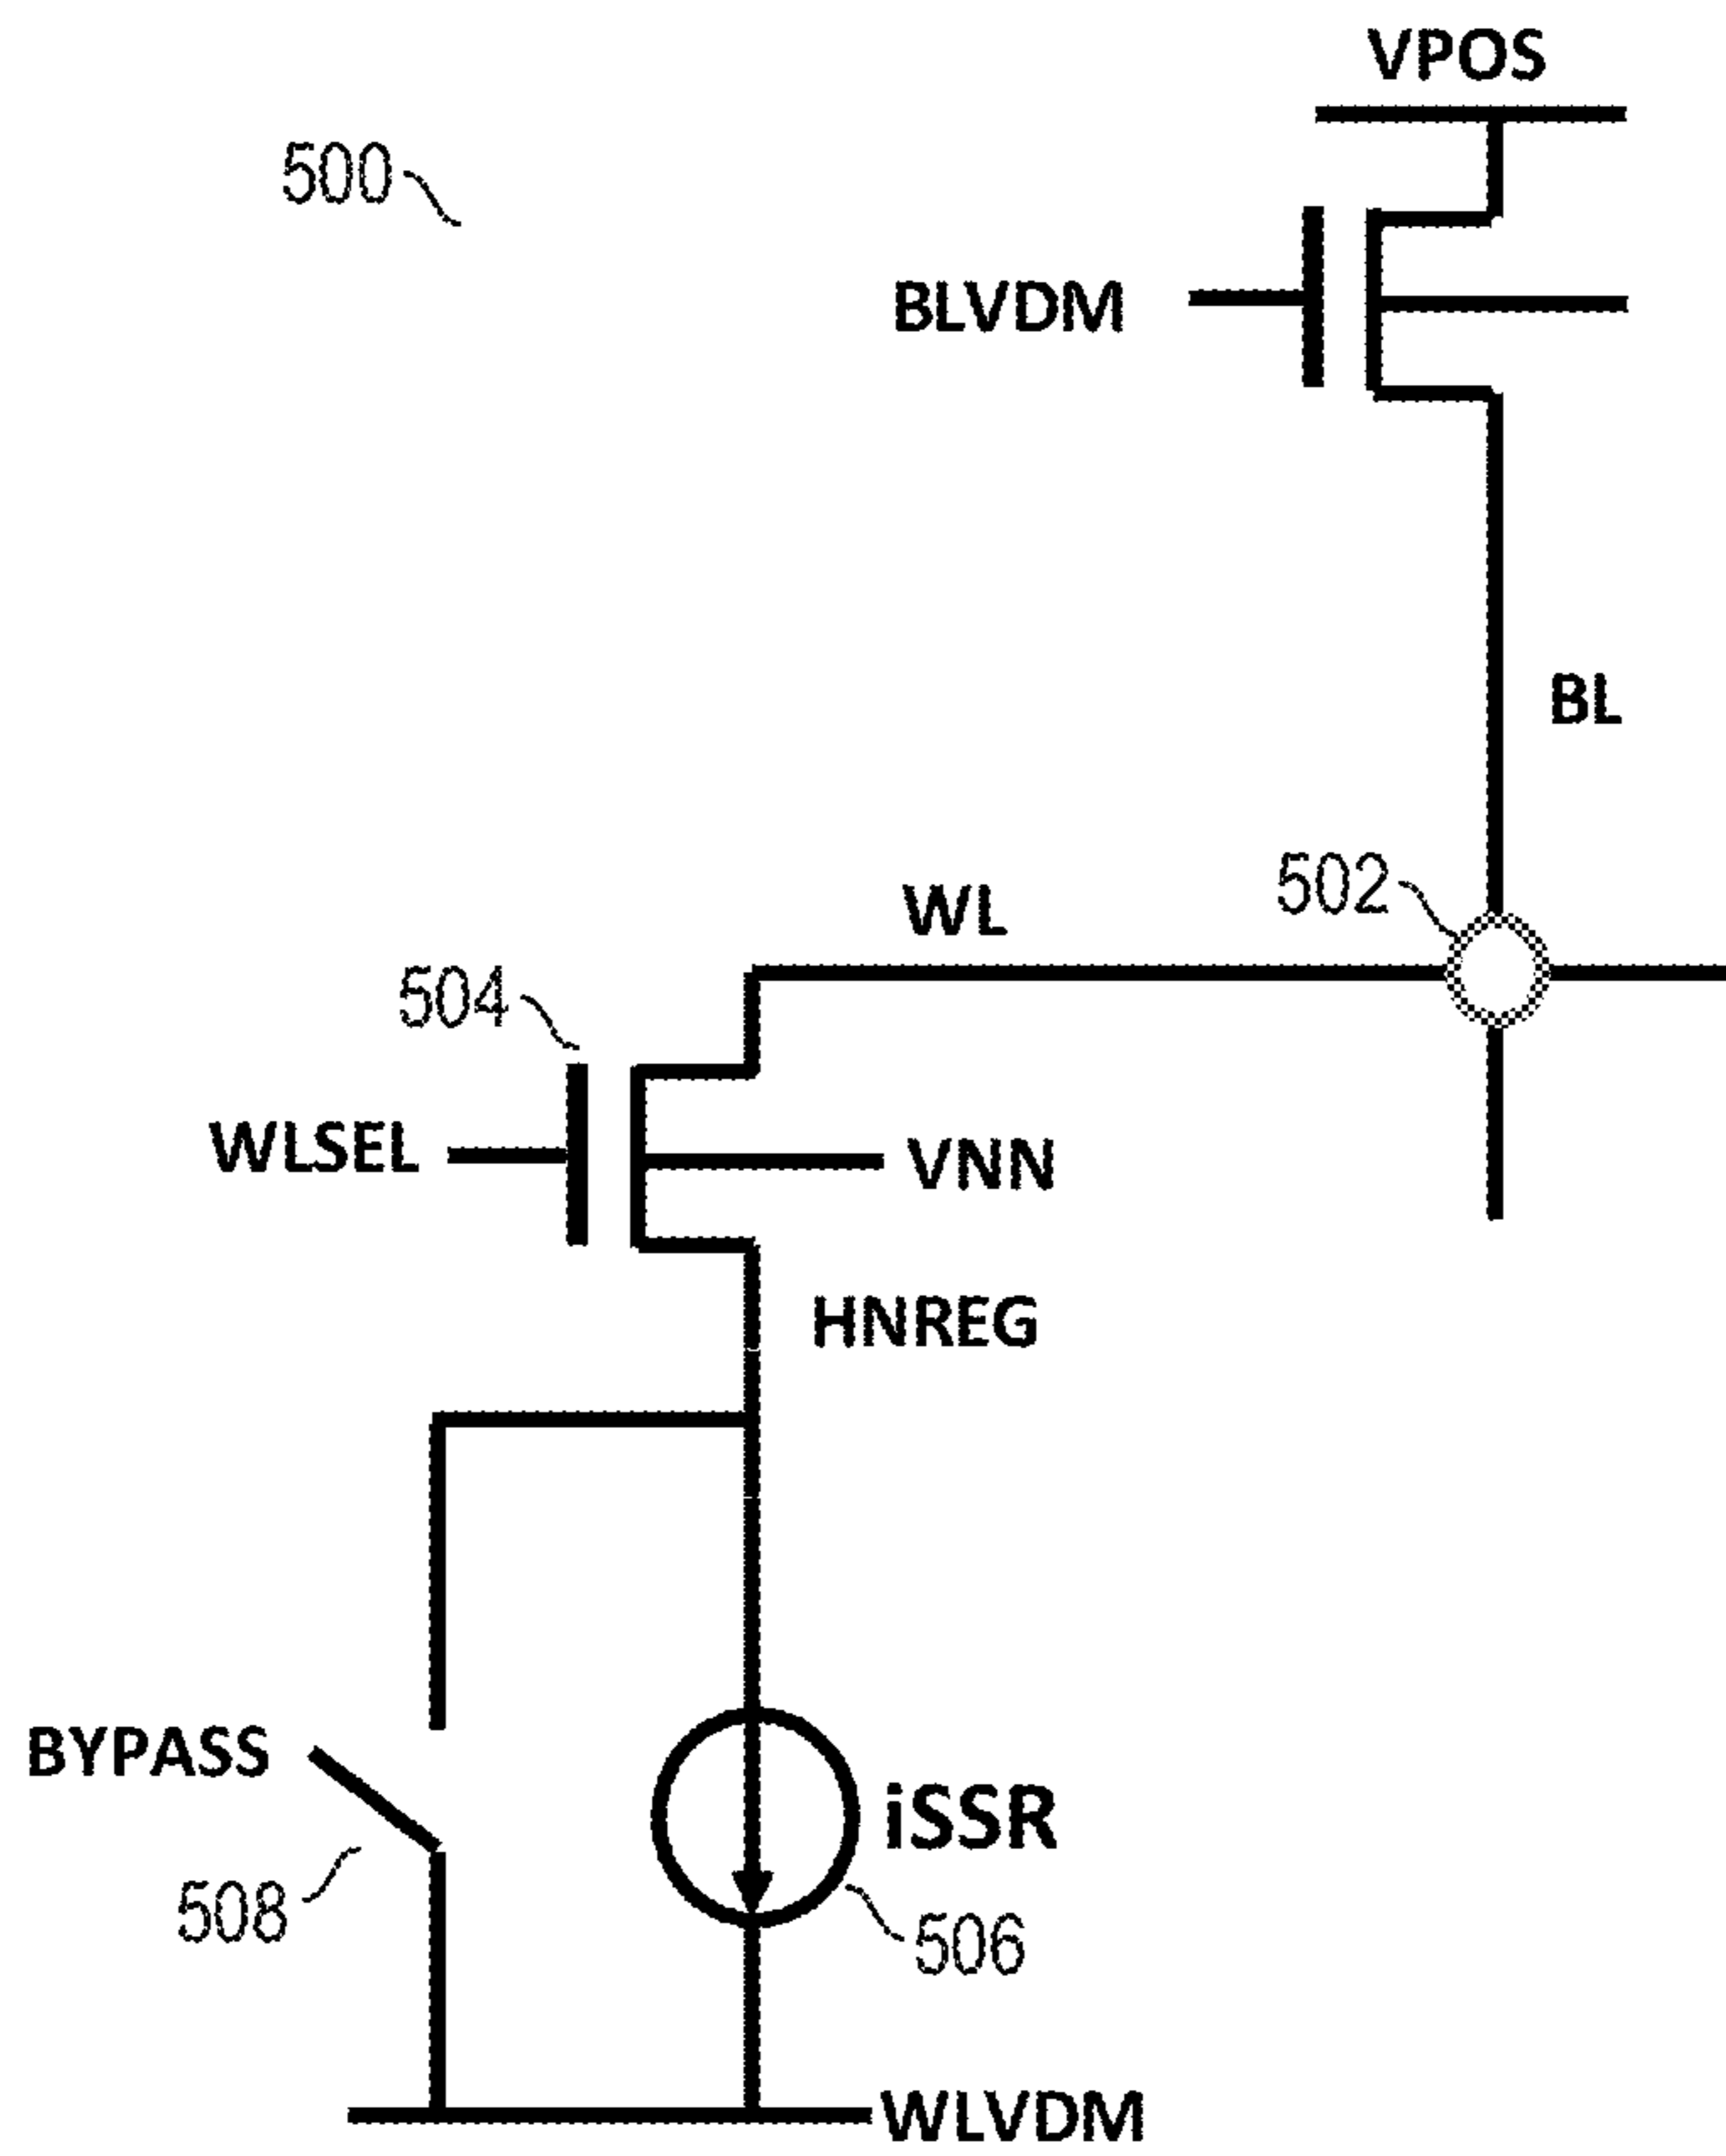 VPOS
500
BLVDM
BL
502
WL
504
WLSEL
VNN
HNREG
BYPASS
iSSR
508
506
WLVDM